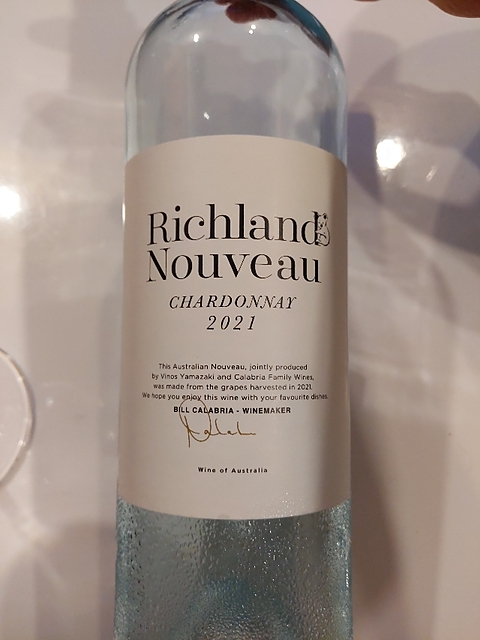 Richland
Nouveau
CHARDONNAY
2021
This Australian Nouveau, jointly produced
by Vinos Yamazaki and Calabria Family Wines,
was made from the grapes harvested in 2021.
We hope you enjoy this wine with your favourite dishes.
BILL CALABRIA - WINEMAKER
Wine of Australia